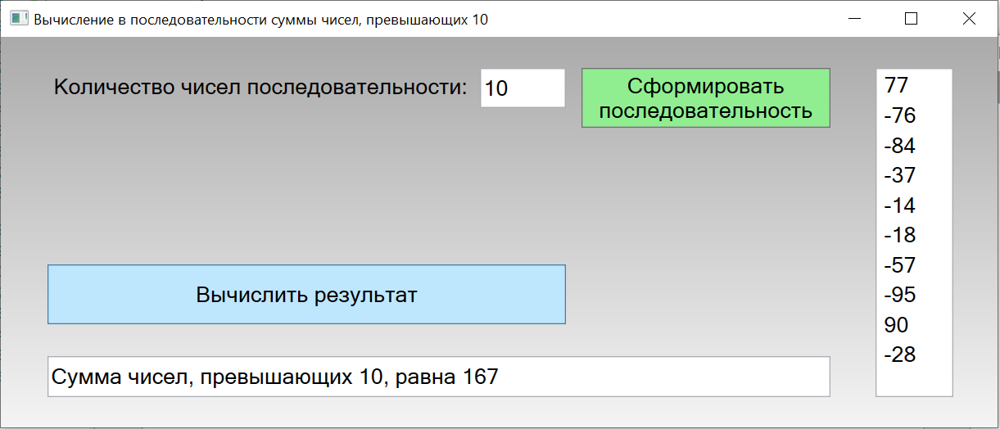 Вычисление в последовательности суммы чисел, превышающих 10
Количество чисел последовательности:
10
Сформировать
последовательность
77
-76
-84
-37
-14
-18
-57
-95
90
-28
Вычислить результат
Сумма чисел, превышающих 10, равна 167